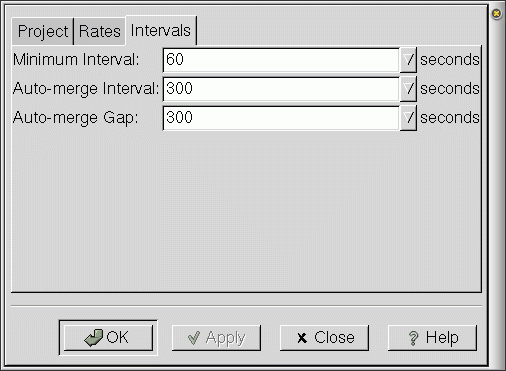 Project Rates Intervals
Minimum Interval: 60 seconds
Auto-merge Interval: 300 seconds
Auto-merge Gap: 300 seconds
OK Apply Close Help